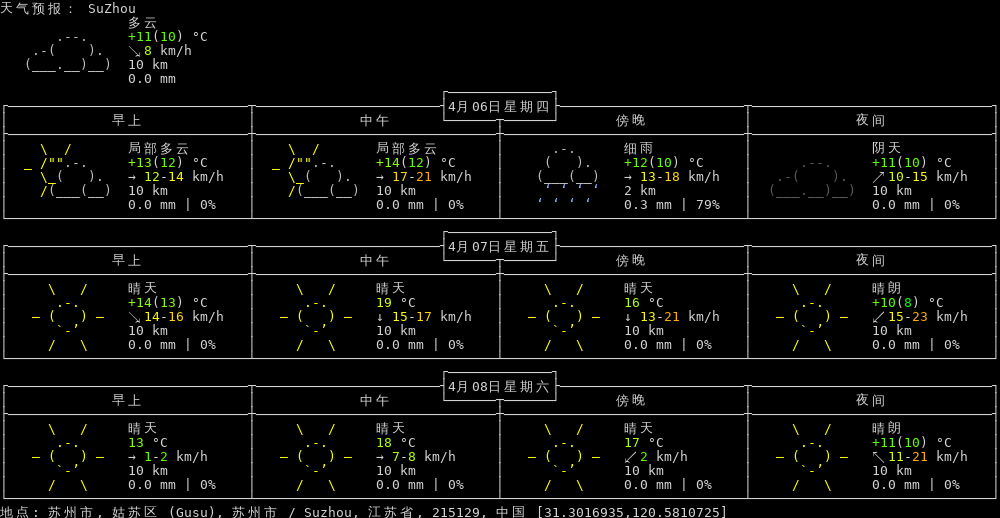 天气预报: SuZhou
多云
+11(10) °C
↘ 8 km/h
10 km
0.0 mm
4月06日星期四
早上 中午 傍晚 夜间
局部多云 局部多云 细雨 阴天
+13(12) °C +14(12) °C +12(10) °C +11(10) °C
→ 12-14 km/h → 17-21 km/h → 13-18 km/h ↗ 10-15 km/h
10 km 10 km 2 km 10 km
0.0 mm | 0% 0.0 mm | 0% 0.3 mm | 79% 0.0 mm | 0%
4月07日星期五
早上 中午 傍晚 夜间
晴天 晴天 晴天 晴朗
+14(13) °C 19 °C 16 °C +10(8) °C
↘ 14-16 km/h ↓ 15-17 km/h ↓ 13-21 km/h ↙ 15-23 km/h
10 km 10 km 10 km 10 km
0.0 mm | 0% 0.0 mm | 0% 0.0 mm | 0% 0.0 mm | 0%
4月08日星期六
早上 中午 傍晚 夜间
晴天 晴天 晴天 晴朗
13 °C 18 °C 17 °C +11(10) °C
→ 1-2 km/h → 7-8 km/h ↙ 2 km/h ↖ 11-21 km/h
10 km 10 km 10 km 10 km
0.0 mm | 0% 0.0 mm | 0% 0.0 mm | 0% 0.0 mm | 0%
地点: 苏州市, 姑苏区 (Gusu), 苏州市 / Suzhou, 江苏省, 215129, 中国 [31.3016935,120.5810725]